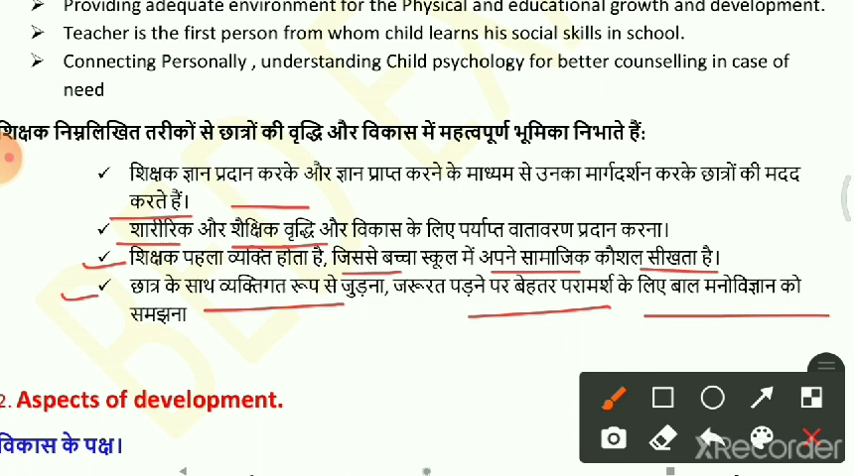 ➤ Providing adequate environment for the Physical and educational growth and development.
➤ Teacher is the first person from whom child learns his social skills in school.
➤ Connecting Personally , understanding Child psychology for better counselling in case of
need
शिक्षक निम्नलिखित तरीकों से छात्रों की वृद्धि और विकास में महत्वपूर्ण भूमिका निभाते हैं:
✓ शिक्षक ज्ञान प्रदान करके और ज्ञान प्राप्त करने के माध्यम से उनका मार्गदर्शन करके छात्रों की मदद
करते हैं।
✓ शारीरिक और शैक्षिक वृद्धि और विकास के लिए पर्याप्त वातावरण प्रदान करना।
✓ शिक्षक पहला व्यक्ति होता है, जिससे बच्चा स्कूल में अपने सामाजिक कौशल सीखता है।
✓ छात्र के साथ व्यक्तिगत रूप से जुड़ना, जरूरत पड़ने पर बेहतर परामर्श के लिए बाल मनोविज्ञान को
समझना
2. Aspects of development.
विकास के पक्ष।
XRecorder